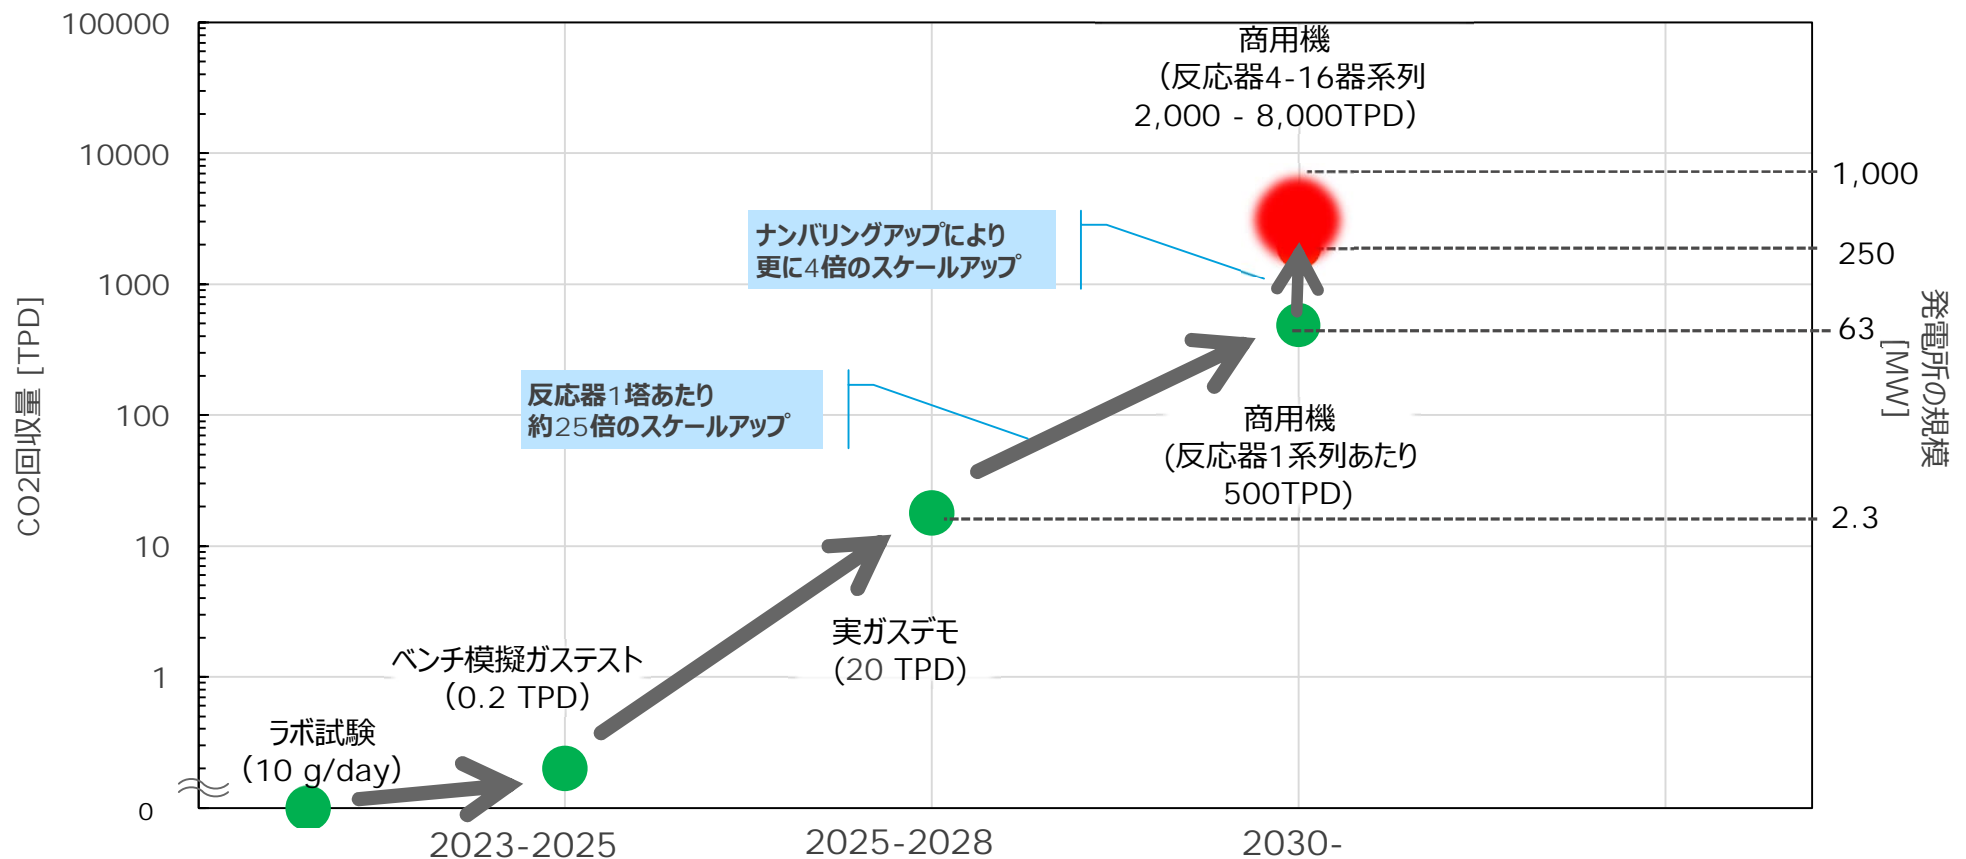 CO2回収量 [TPD]
100000
10000
1000
100
10
1
0
商用機
（反応器4-16器系列
2,000 - 8,000TPD）
ナンバリングアップにより
更に4倍のスケールアップ
反応器1塔あたり
約25倍のスケールアップ
商用機
(反応器1系列あたり
500TPD)
実ガスデモ
(20 TPD)
ベンチ模擬ガステスト
（0.2 TPD）
ラボ試験
（10 g/day）
1,000
250
63
2.3
発電所の規模
[MW]
2023-2025
2025-2028
2030-